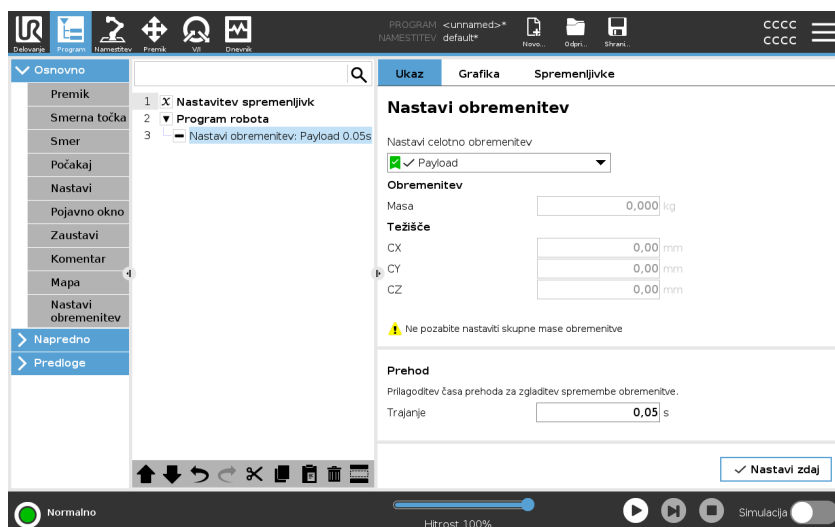 PROGRAM <unnamed>*
NAMESTITEV default*
Delovanje
Program
Namestitev
Premik
V/I
Dnevnik
Novo...
Odpri...
Shrani...
CCCC
CCCC
Osnovno
Premik
Smerna točka
Smer
Počakaj
Nastavi
Pojavno okno
Zaustavi
Komentar
Mapa
Nastavi
obremenitev
Napredno
Predloge
1 X Nastavitev spremenljivk
2 Program robota
3 Nastavi obremenitev: Payload 0.05s
Ukaz
Grafika
Spremenljivke
Nastavi obremenitev
Nastavi celotno obremenitev
Payload
Obremenitev
Masa 0,000 kg
Težišče
CX 0,00 mm
CY 0,00 mm
CZ 0,00 mm
Ne pozabite nastaviti skupne mase obremenitve
Prehod
Prilagoditev časa prehoda za zgladitev spremembe obremenitve.
Trajanje 0,05 s
Nastavi zdaj
Normalno
Hitrost 100%
Simulacija